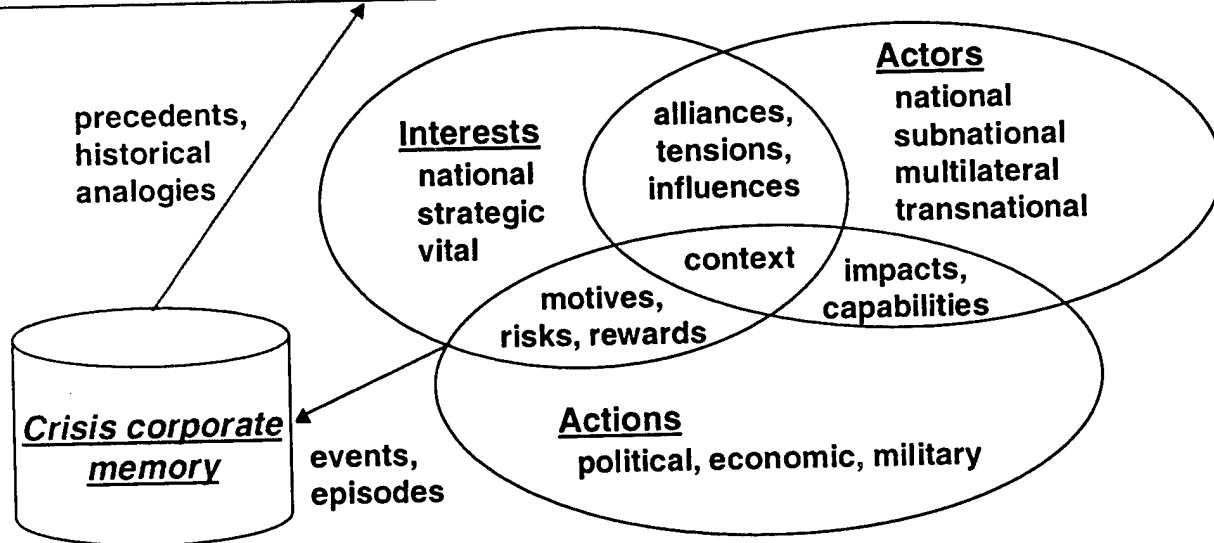 precedents,
historical
analogies
Interests
national
strategic
vital
alliances,
tensions,
influences
Actors
national
subnational
multilateral
transnational
context
motives,
risks, rewards
impacts,
capabilities
Crisis corporate
memory
events,
episodes
Actions
political, economic, military